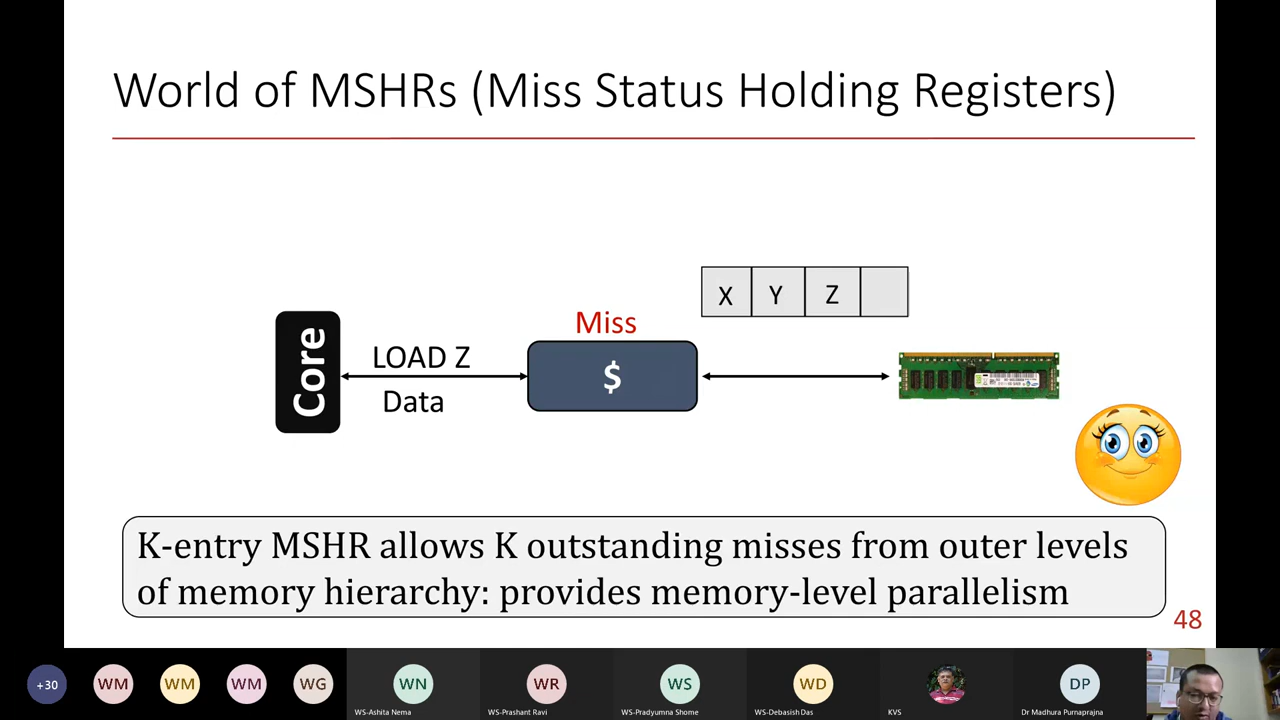 World of MSHRs (Miss Status Holding Registers)
X Y Z
Miss
Core
LOAD Z
$
Data
K-entry MSHR allows K outstanding misses from outer levels
of memory hierarchy: provides memory-level parallelism
48
+30 WM WM WM WG WN WR WS WD DP
WS-Ashita Nema WS-Prashant Ravi WS-Pradyumna Shome WS-Debasish Das KVS Dr Madhura Purnaprajna